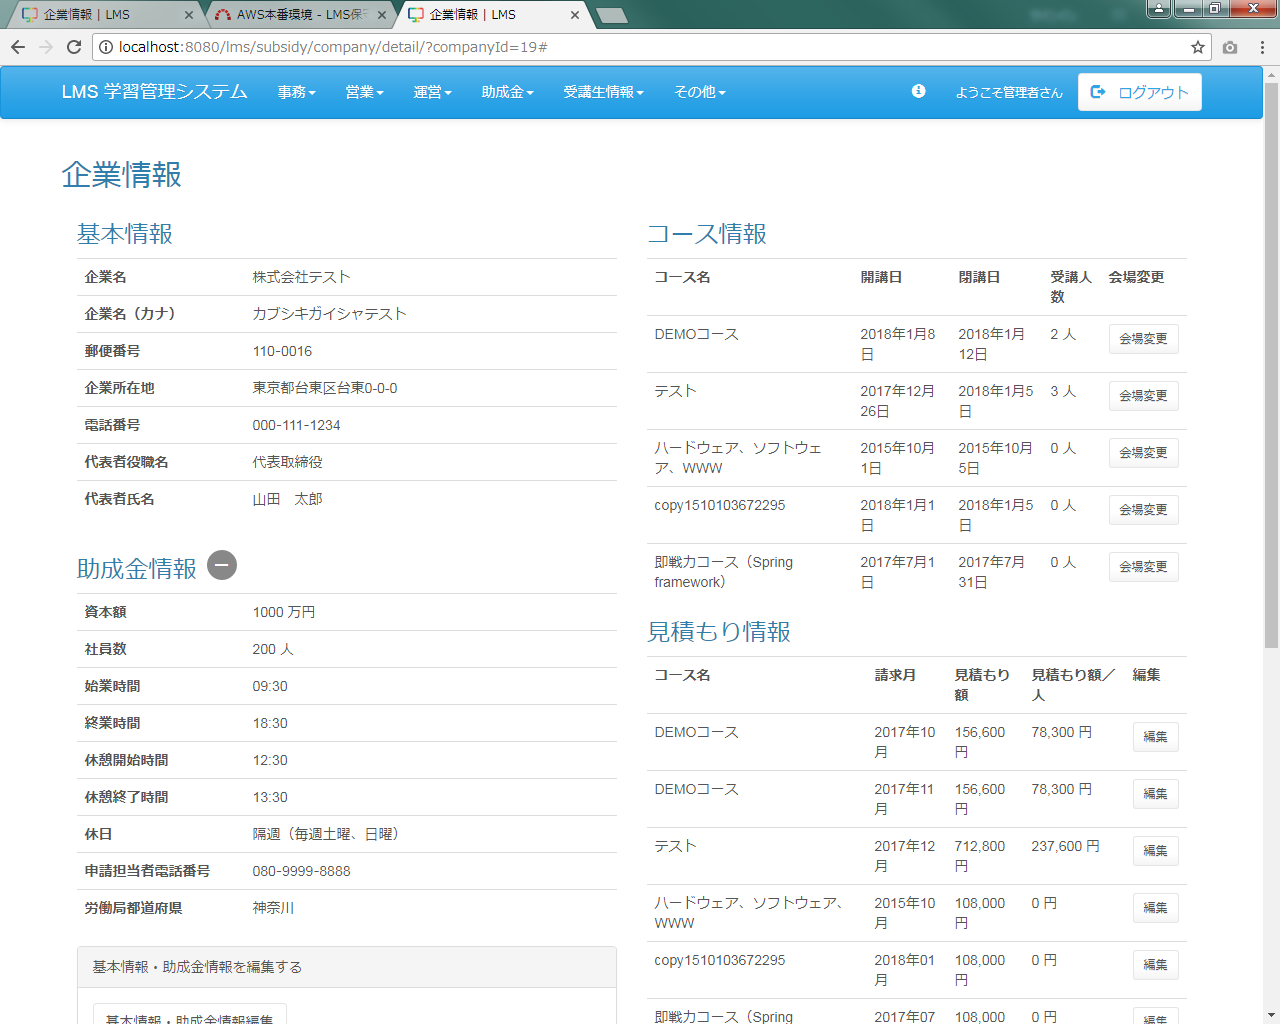 企業情報 | LMS
AWS本番環境 - LMS保守
企業情報 | LMS
localhost:8080/lms/subsidy/company/detail/?companyId=19#
LMS 学習管理システム 事務 営業 運営 助成金 受講生情報 その他 ようこそ管理者さん ログアウト
企業情報
基本情報
企業名 株式会社テスト
企業名（カナ） カブシキガイシャテスト
郵便番号 110-0016
企業所在地 東京都台東区台東0-0-0
電話番号 000-111-1234
代表者役職名 代表取締役
代表者氏名 山田　太郎
助成金情報
資本額 1000 万円
社員数 200 人
始業時間 09:30
終業時間 18:30
休憩開始時間 12:30
休憩終了時間 13:30
休日 隔週（毎週土曜、日曜）
申請担当者電話番号 080-9999-8888
労働局都道府県 神奈川
基本情報・助成金情報を編集する
基本情報・助成金情報編集
コース情報
コース名 開講日 閉講日 受講人 会場変更
数
DEMOコース 2018年1月8 2018年1月 2 人 会場変更
日 12日
テスト 2017年12月 2018年1月5 3 人 会場変更
26日 日
ハードウェア、ソフトウェ 2015年10月 2015年10月 0 人 会場変更
ア、WWW 1日 5日
copy1510103672295 2018年1月1 2018年1月5 0 人 会場変更
日 日
即戦力コース（Spring 2017年7月1 2017年7月 0 人 会場変更
framework） 日 31日
見積もり情報
コース名 請求月 見積もり 見積もり額／ 編集
額 人
DEMOコース 2017年10 156,600 78,300 円 編集
月 円
DEMOコース 2017年11 156,600 78,300 円 編集
月 円
テスト 2017年12 712,800 237,600 円 編集
月 円
ハードウェア、ソフトウェア、 2015年10 108,000 0 円 編集
WWW 月 円
copy1510103672295 2018年01 108,000 0 円 編集
月 円
即戦力コース（Spring 2017年07 108,000 0 円 編集